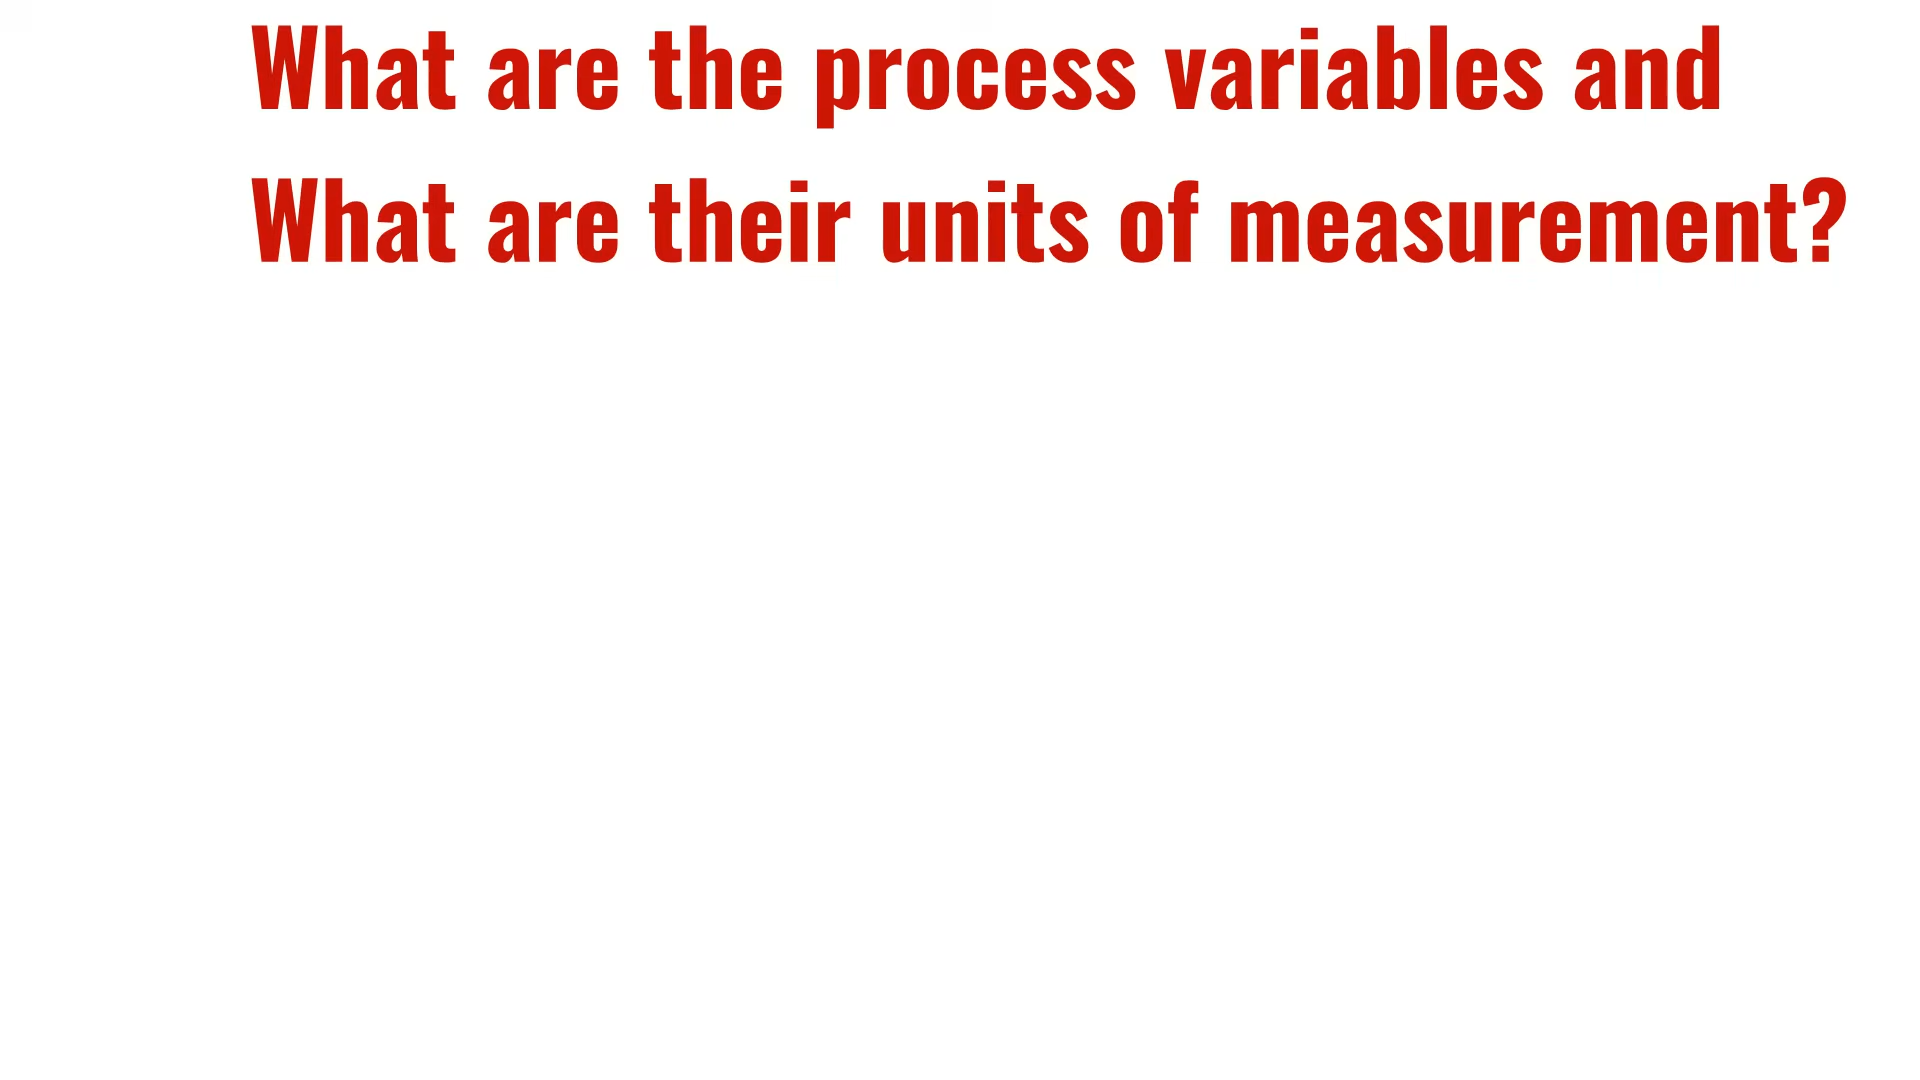 What are the process variables and
What are their units of measurement?